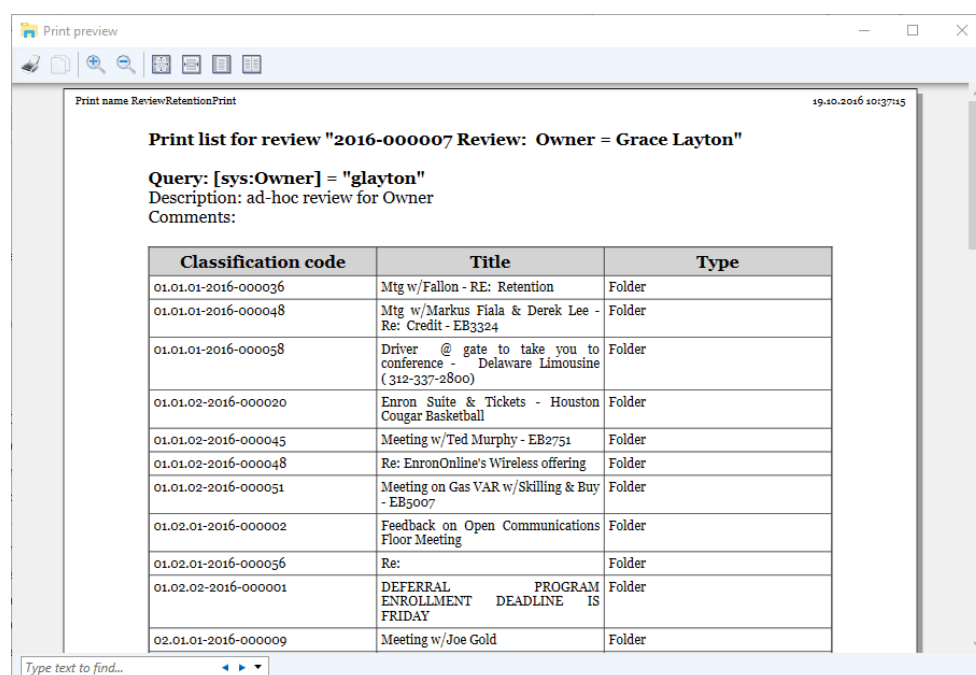 Print preview
Print name ReviewRetentionPrint 19.10.2016 10:37:15
Print list for review "2016-000007 Review: Owner = Grace Layton"
Query: [sys:Owner] = "glayton"
Description: ad-hoc review for Owner
Comments:
Classification code Title Type
01.01.01-2016-000036 Mtg w/Fallon - RE: Retention Folder
01.01.01-2016-000048 Mtg w/Markus Fiala & Derek Lee - Folder
Re: Credit - EB3324
01.01.01-2016-000058 Driver @ gate to take you to Folder
conference - Delaware Limousine
(312-337-2800)
01.01.02-2016-000020 Enron Suite & Tickets - Houston Folder
Cougar Basketball
01.01.02-2016-000045 Meeting w/Ted Murphy - EB2751 Folder
01.01.02-2016-000048 Re: EnronOnline's Wireless offering Folder
01.01.02-2016-000051 Meeting on Gas VAR w/Skilling & Buy Folder
- EB5007
01.02.01-2016-000002 Feedback on Open Communications Folder
Floor Meeting
01.02.01-2016-000056 Re: Folder
01.02.02-2016-000001 DEFERRAL PROGRAM Folder
ENROLLMENT DEADLINE IS
FRIDAY
02.01.01-2016-000009 Meeting w/Joe Gold Folder
Type text to find...